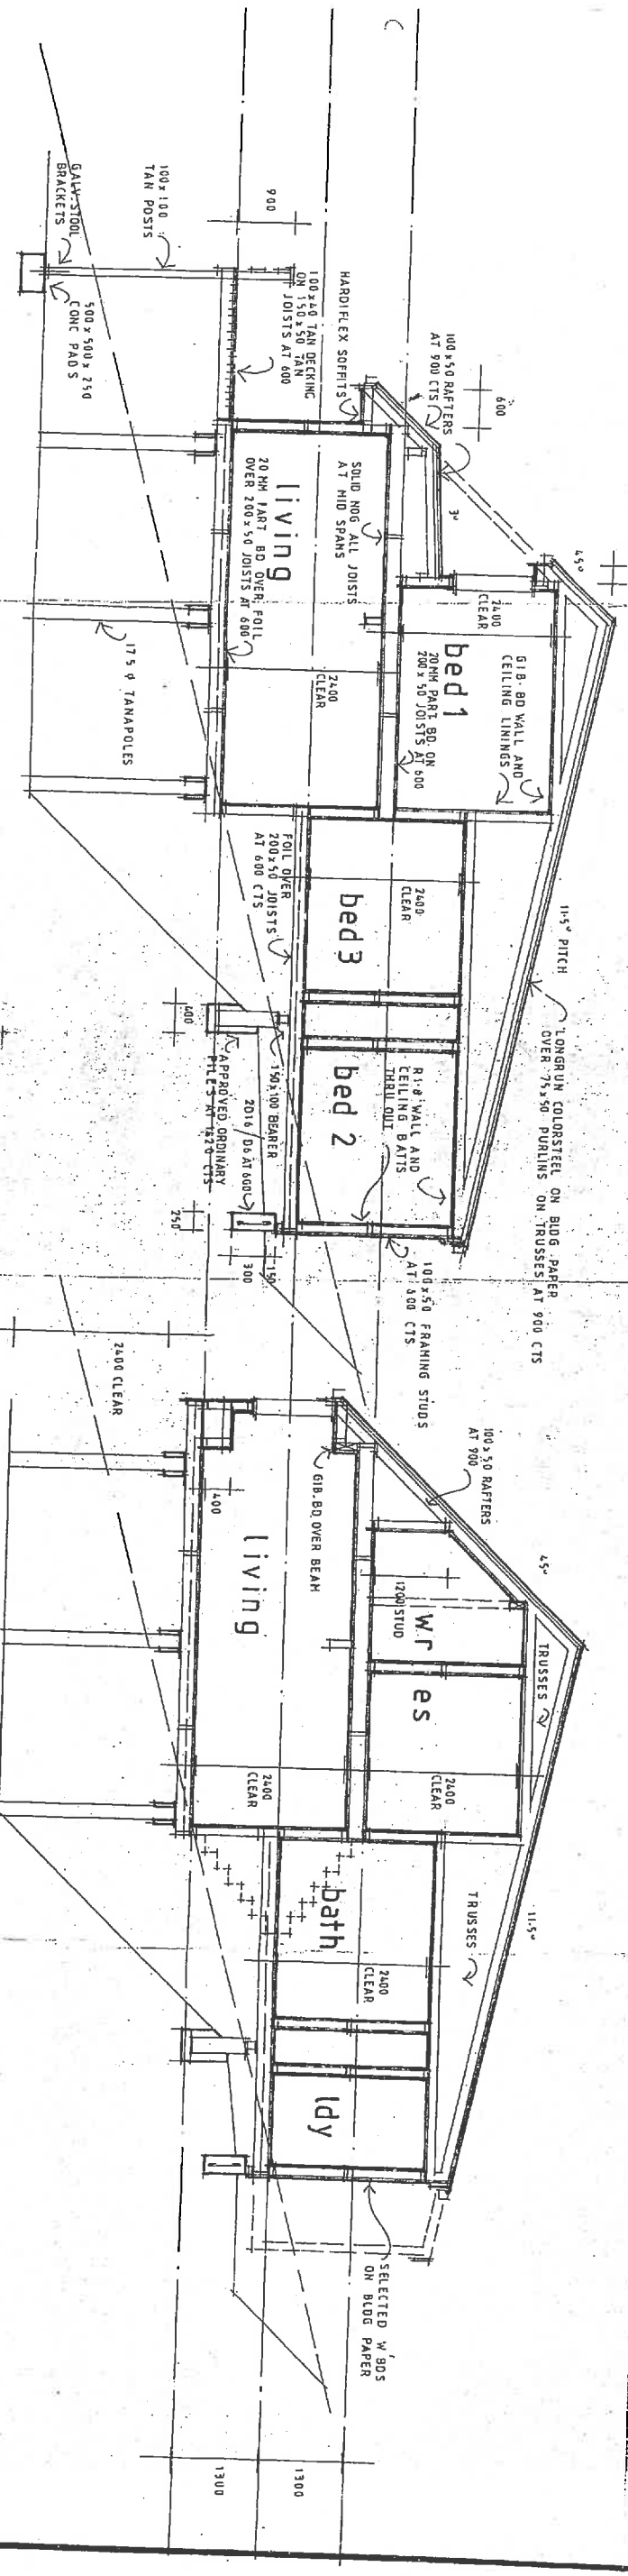 600
45°
11·5° PITCH
LONGRUN COLORSTEEL ON BLDG PAPER
OVER 75x50 PURLINS ON TRUSSES AT 900 CTS
100x50 RAFTERS
AT 900 CTS
3°
2400
CLEAR
GIB. BD WALL AND
CEILING LININGS
bed 1
20MM PART. BD. ON
200x50 JOISTS AT 600
HARDIFLEX SOFFITS
SOLID NOG ALL JOISTS
AT MID SPANS
900
100x40 TAN DECKING
ON 150x50 TAN
JOISTS AT 600
living
20MM PART. BD OVER FOIL
OVER 200x50 JOISTS AT 600
2400
CLEAR
2400
CLEAR
bed 3
bed 2
R1·8 WALL AND
CEILING BATTS
THRU OUT
100x50 FRAMING STUDS
AT 600 CTS
FOIL OVER
200x50 JOISTS
AT 600 CTS
100x100
TAN POSTS
GALV. STOOL
BRACKETS
500x500x250
CONC PADS
175 φ TANAPOLES
150x100 BEARER
400
APPROVED ORDINARY
2D16 / D6 AT 600
250
300
150
2400 CLEAR
45°
TRUSSES
11·5°
100x50 RAFTERS
AT 900
wr
1200 STUD
es
2400
CLEAR
TRUSSES
GIB. BD OVER BEAM
400
living
2400
CLEAR
bath
2400
CLEAR
ldy
SELECTED W'BDS
ON BLDG PAPER
1300
1300